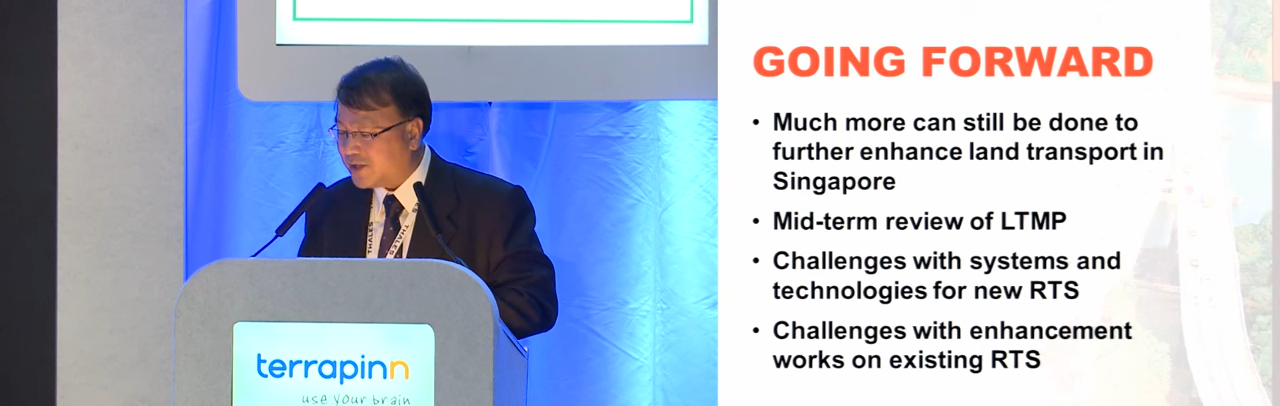 GOING FORWARD
• Much more can still be done to
further enhance land transport in
Singapore
• Mid-term review of LTMP
• Challenges with systems and
technologies for new RTS
• Challenges with enhancement
works on existing RTS
THALES
THALES
terrapinn
use your brain